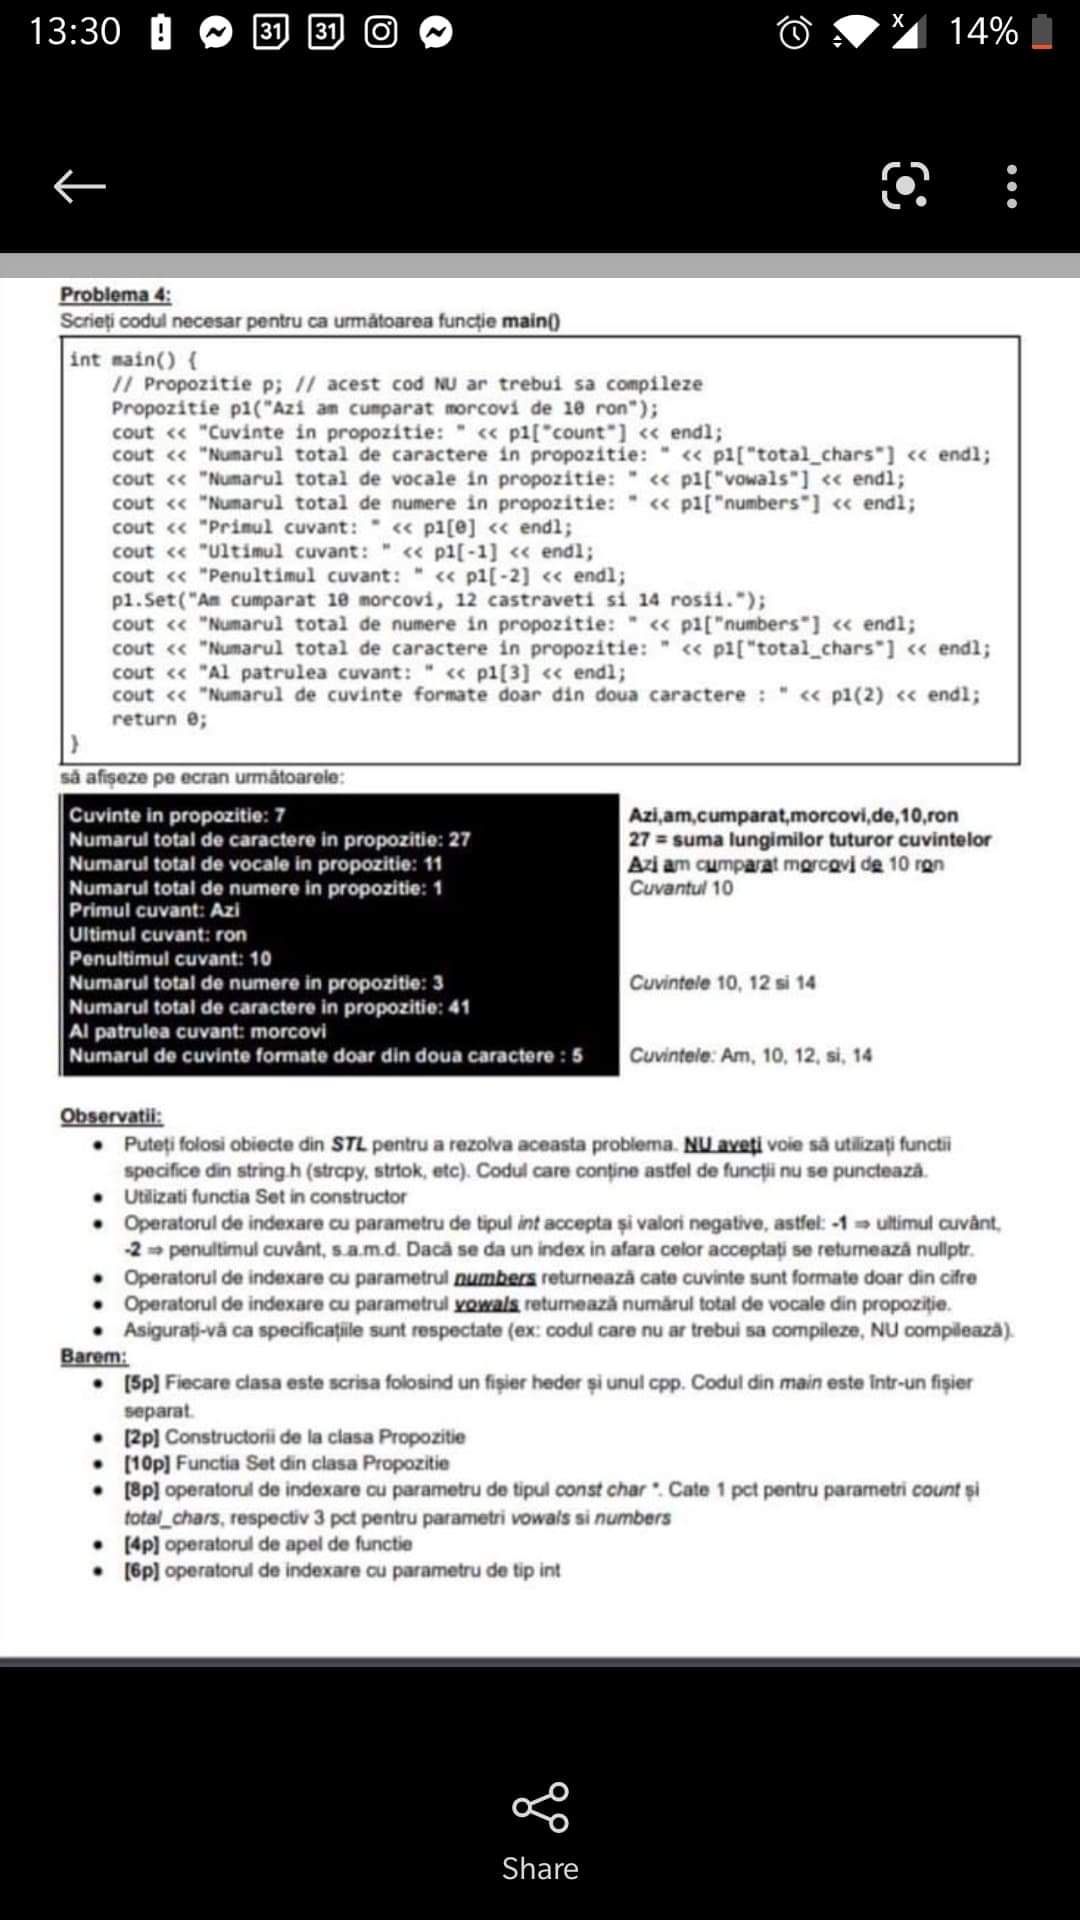 13:30
31
31
X
14%
Problema 4:
Scrieți codul necesar pentru ca următoarea funcție main()
int main() {
// Propozitie p; // acest cod NU ar trebui sa compileze
Propozitie p1("Azi am cumparat morcovi de 10 ron");
cout << "Cuvinte in propozitie: " << p1["count"] << endl;
cout << "Numarul total de caractere in propozitie: " << p1["total_chars"] << endl;
cout << "Numarul total de vocale in propozitie: " << p1["vowals"] << endl;
cout << "Numarul total de numere in propozitie: " << p1["numbers"] << endl;
cout << "Primul cuvant: " << p1[0] << endl;
cout << "Ultimul cuvant: " << p1[-1] << endl;
cout << "Penultimul cuvant: " << p1[-2] << endl;
p1.Set("Am cumparat 10 morcovi, 12 castraveti si 14 rosii.");
cout << "Numarul total de numere in propozitie: " << p1["numbers"] << endl;
cout << "Numarul total de caractere in propozitie: " << p1["total_chars"] << endl;
cout << "Al patrulea cuvant: " << p1[3] << endl;
cout << "Numarul de cuvinte formate doar din doua caractere : " << p1(2) << endl;
return 0;
}
să afișeze pe ecran următoarele:
Cuvinte in propozitie: 7 Azi,am,cumparat,morcovi,de,10,ron
Numarul total de caractere in propozitie: 27 27 = suma lungimilor tuturor cuvintelor
Numarul total de vocale in propozitie: 11 Azi am cumparat morcovi de 10 ron
Numarul total de numere in propozitie: 1 Cuvantul 10
Primul cuvant: Azi
Ultimul cuvant: ron
Penultimul cuvant: 10
Numarul total de numere in propozitie: 3 Cuvintele 10, 12 si 14
Numarul total de caractere in propozitie: 41
Al patrulea cuvant: morcovi
Numarul de cuvinte formate doar din doua caractere : 5 Cuvintele: Am, 10, 12, si, 14
Observatii:
• Puteți folosi obiecte din STL pentru a rezolva aceasta problema. NU aveți voie să utilizați functii
specifice din string.h (strcpy, strtok, etc). Codul care conține astfel de funcții nu se punctează.
• Utilizati functia Set in constructor
• Operatorul de indexare cu parametru de tipul int accepta și valori negative, astfel: -1 ⇒ ultimul cuvânt,
-2 ⇒ penultimul cuvânt, s.a.m.d. Dacă se da un index in afara celor acceptați se returnează nullptr.
• Operatorul de indexare cu parametrul numbers returnează cate cuvinte sunt formate doar din cifre
• Operatorul de indexare cu parametrul vowals returnează numărul total de vocale din propoziție.
• Asigurați-vă ca specificațiile sunt respectate (ex: codul care nu ar trebui sa compileze, NU compilează).
Barem:
• [5p] Fiecare clasa este scrisa folosind un fișier heder și unul cpp. Codul din main este într-un fișier
separat.
• [2p] Constructorii de la clasa Propozitie
• [10p] Functia Set din clasa Propozitie
• [8p] operatorul de indexare cu parametru de tipul const char *. Cate 1 pct pentru parametri count și
total_chars, respectiv 3 pct pentru parametri vowals si numbers
• [4p] operatorul de apel de functie
• [6p] operatorul de indexare cu parametru de tip int
Share